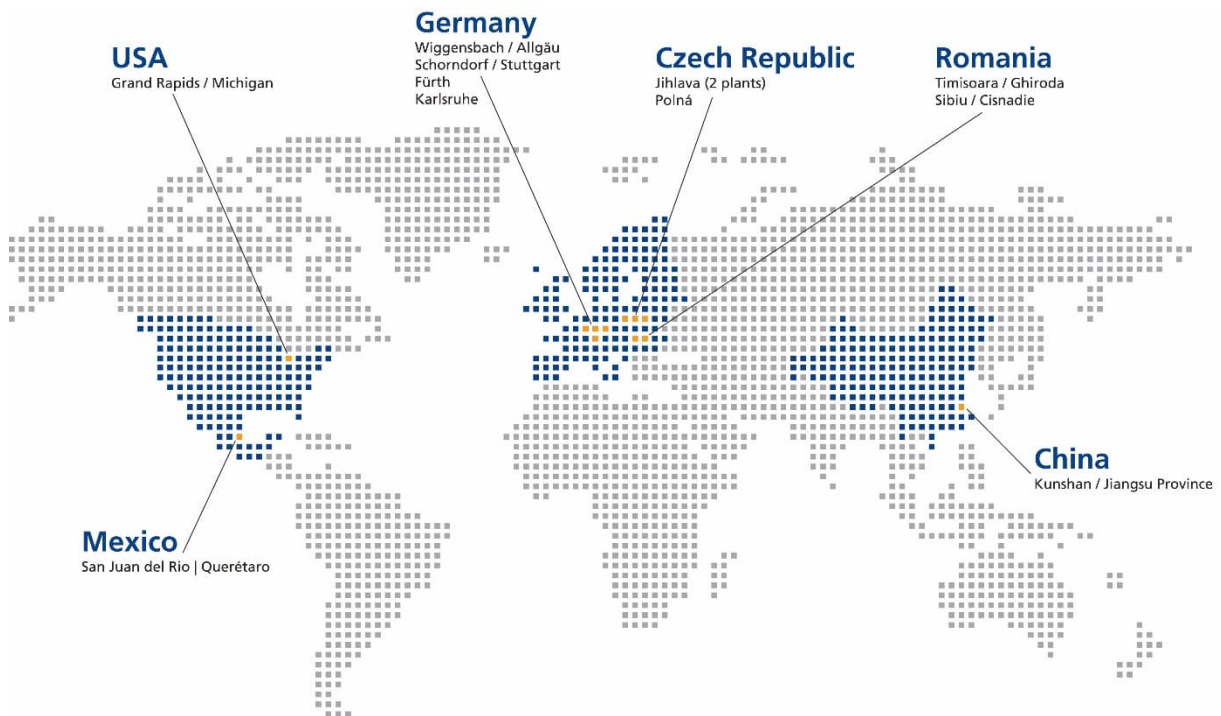 Germany
Wiggensbach / Allgäu
Schorndorf / Stuttgart
Fürth
Karlsruhe
USA
Grand Rapids / Michigan
Czech Republic
Jihlava (2 plants)
Polná
Romania
Timisoara / Ghiroda
Sibiu / Cisnadie
China
Kunshan / Jiangsu Province
Mexico
San Juan del Rio | Querétaro